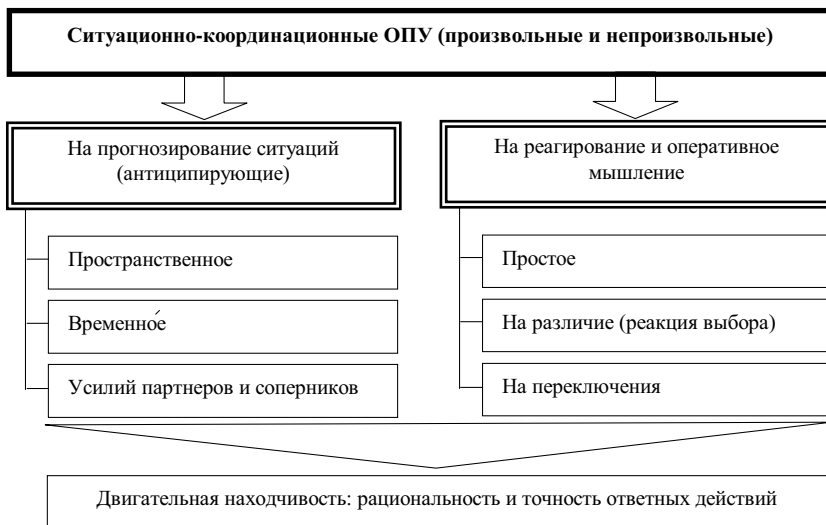 Ситуационно-координационные ОПУ (произвольные и непроизвольные)
На прогнозирование ситуаций
(антиципирующие)
Пространственное
Временно́е
Усилий партнеров и соперников
На реагирование и оперативное
мышление
Простое
На различие (реакция выбора)
На переключения
Двигательная находчивость: рациональность и точность ответных действий